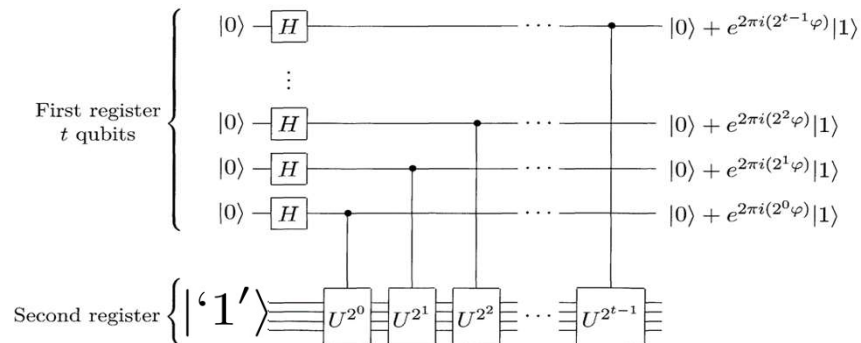 |0⟩ H ··· |0⟩ + e^{2πi(2^{t−1}φ)}|1⟩
⋮
First register
t qubits
|0⟩ H ··· |0⟩ + e^{2πi(2^2φ)}|1⟩
|0⟩ H |0⟩ + e^{2πi(2^1φ)}|1⟩
|0⟩ H ··· |0⟩ + e^{2πi(2^0φ)}|1⟩
Second register |‘1’⟩ U^{2^0} U^{2^1} U^{2^2} ··· U^{2^{t−1}}